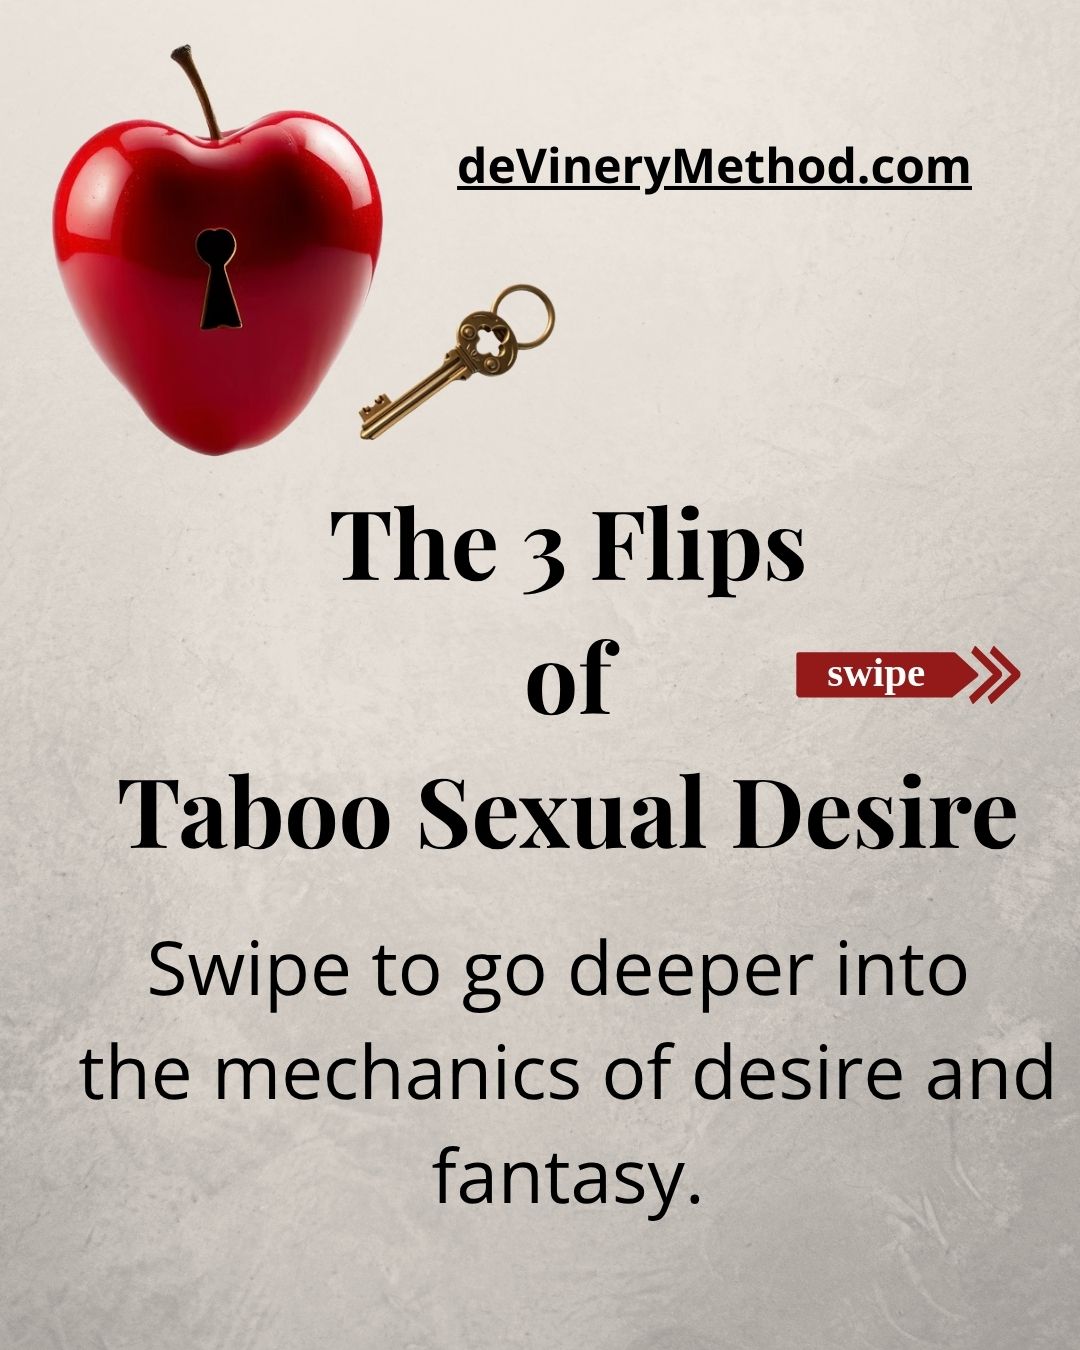 deVineryMethod.com
The 3 Flips
of
swipe
Taboo Sexual Desire
Swipe to go deeper into
the mechanics of desire and
fantasy.